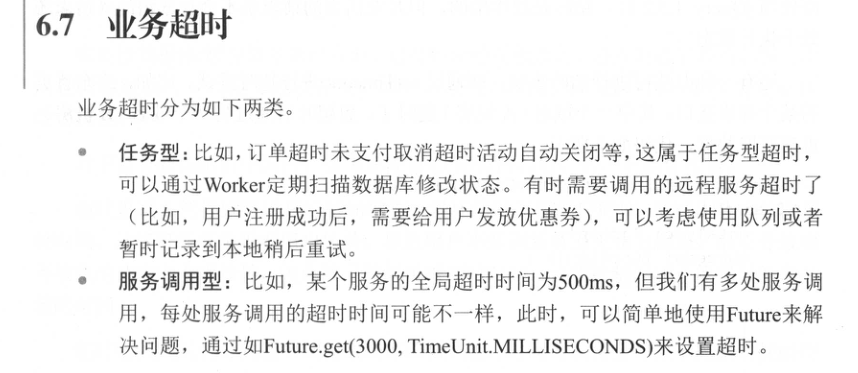 6.7 业务超时
业务超时分为如下两类。
• 任务型：比如，订单超时未支付取消超时活动自动关闭等，这属于任务型超时，
可以通过Worker定期扫描数据库修改状态。有时需要调用的远程服务超时了
（比如，用户注册成功后，需要给用户发放优惠券），可以考虑使用队列或者
暂时记录到本地稍后重试。
• 服务调用型：比如，某个服务的全局超时时间为500ms，但我们有多处服务调
用，每处服务调用的超时时间可能不一样，此时，可以简单地使用Future来解
决问题，通过如Future.get(3000, TimeUnit.MILLISECONDS)来设置超时。